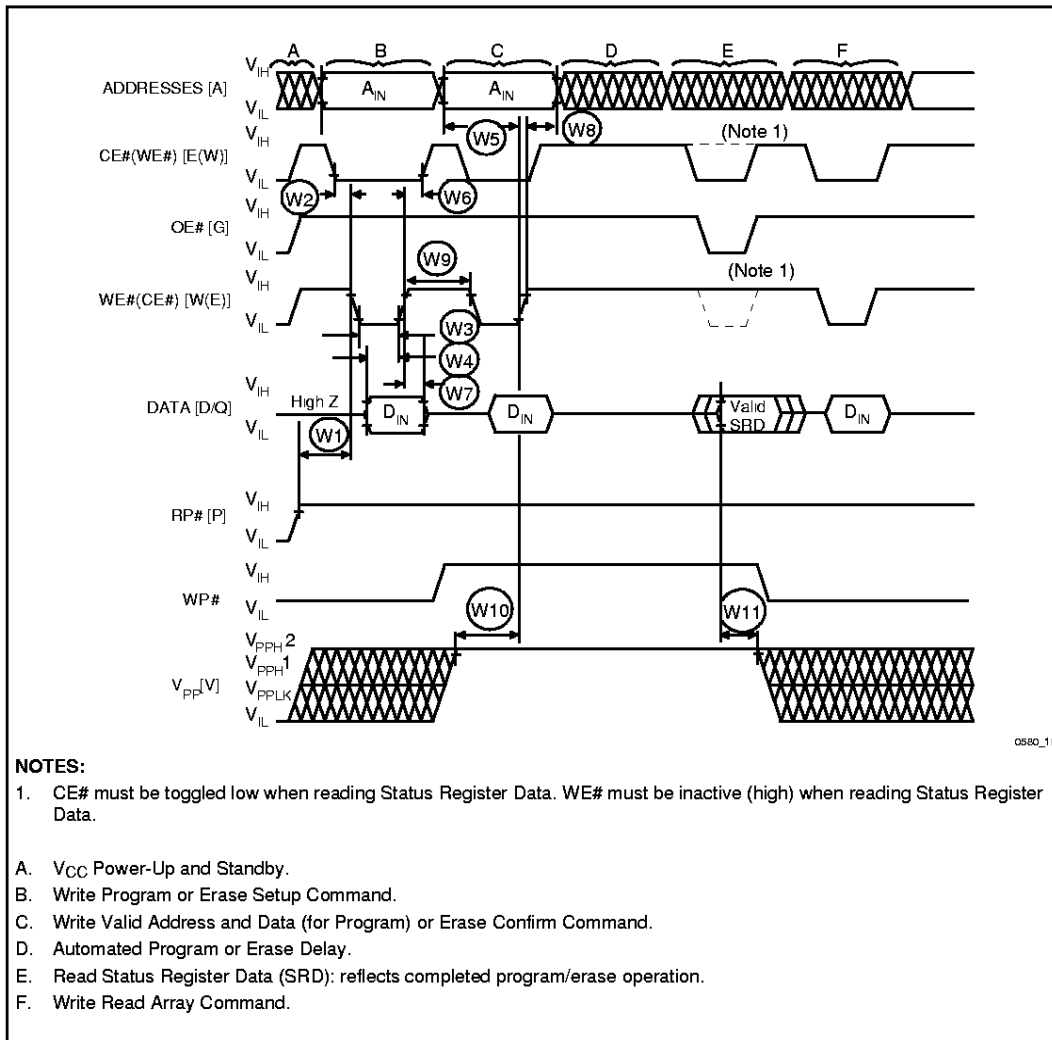 A B C D E F
V_IH
ADDRESSES [A] A_IN A_IN
V_IL
W5 W8
V_IH (Note 1)
CE#(WE#) [E(W)]
V_IL
W2 W6
V_IH
OE# [G]
V_IL
W9
V_IH (Note 1)
WE#(CE#) [W(E)]
V_IL
W3
W4
W7
V_IH High Z
DATA [D/Q] D_IN D_IN Valid SRD D_IN
V_IL
W1
V_IH
RP# [P]
V_IL
V_IH
WP#
V_IL
W10 W11
V_PPH 2
V_PPH 1
V_PP [V] V_PPLK
V_IL
NOTES:
1. CE# must be toggled low when reading Status Register Data. WE# must be inactive (high) when reading Status Register
Data.
A. V_CC Power-Up and Standby.
B. Write Program or Erase Setup Command.
C. Write Valid Address and Data (for Program) or Erase Confirm Command.
D. Automated Program or Erase Delay.
E. Read Status Register Data (SRD): reflects completed program/erase operation.
F. Write Read Array Command.